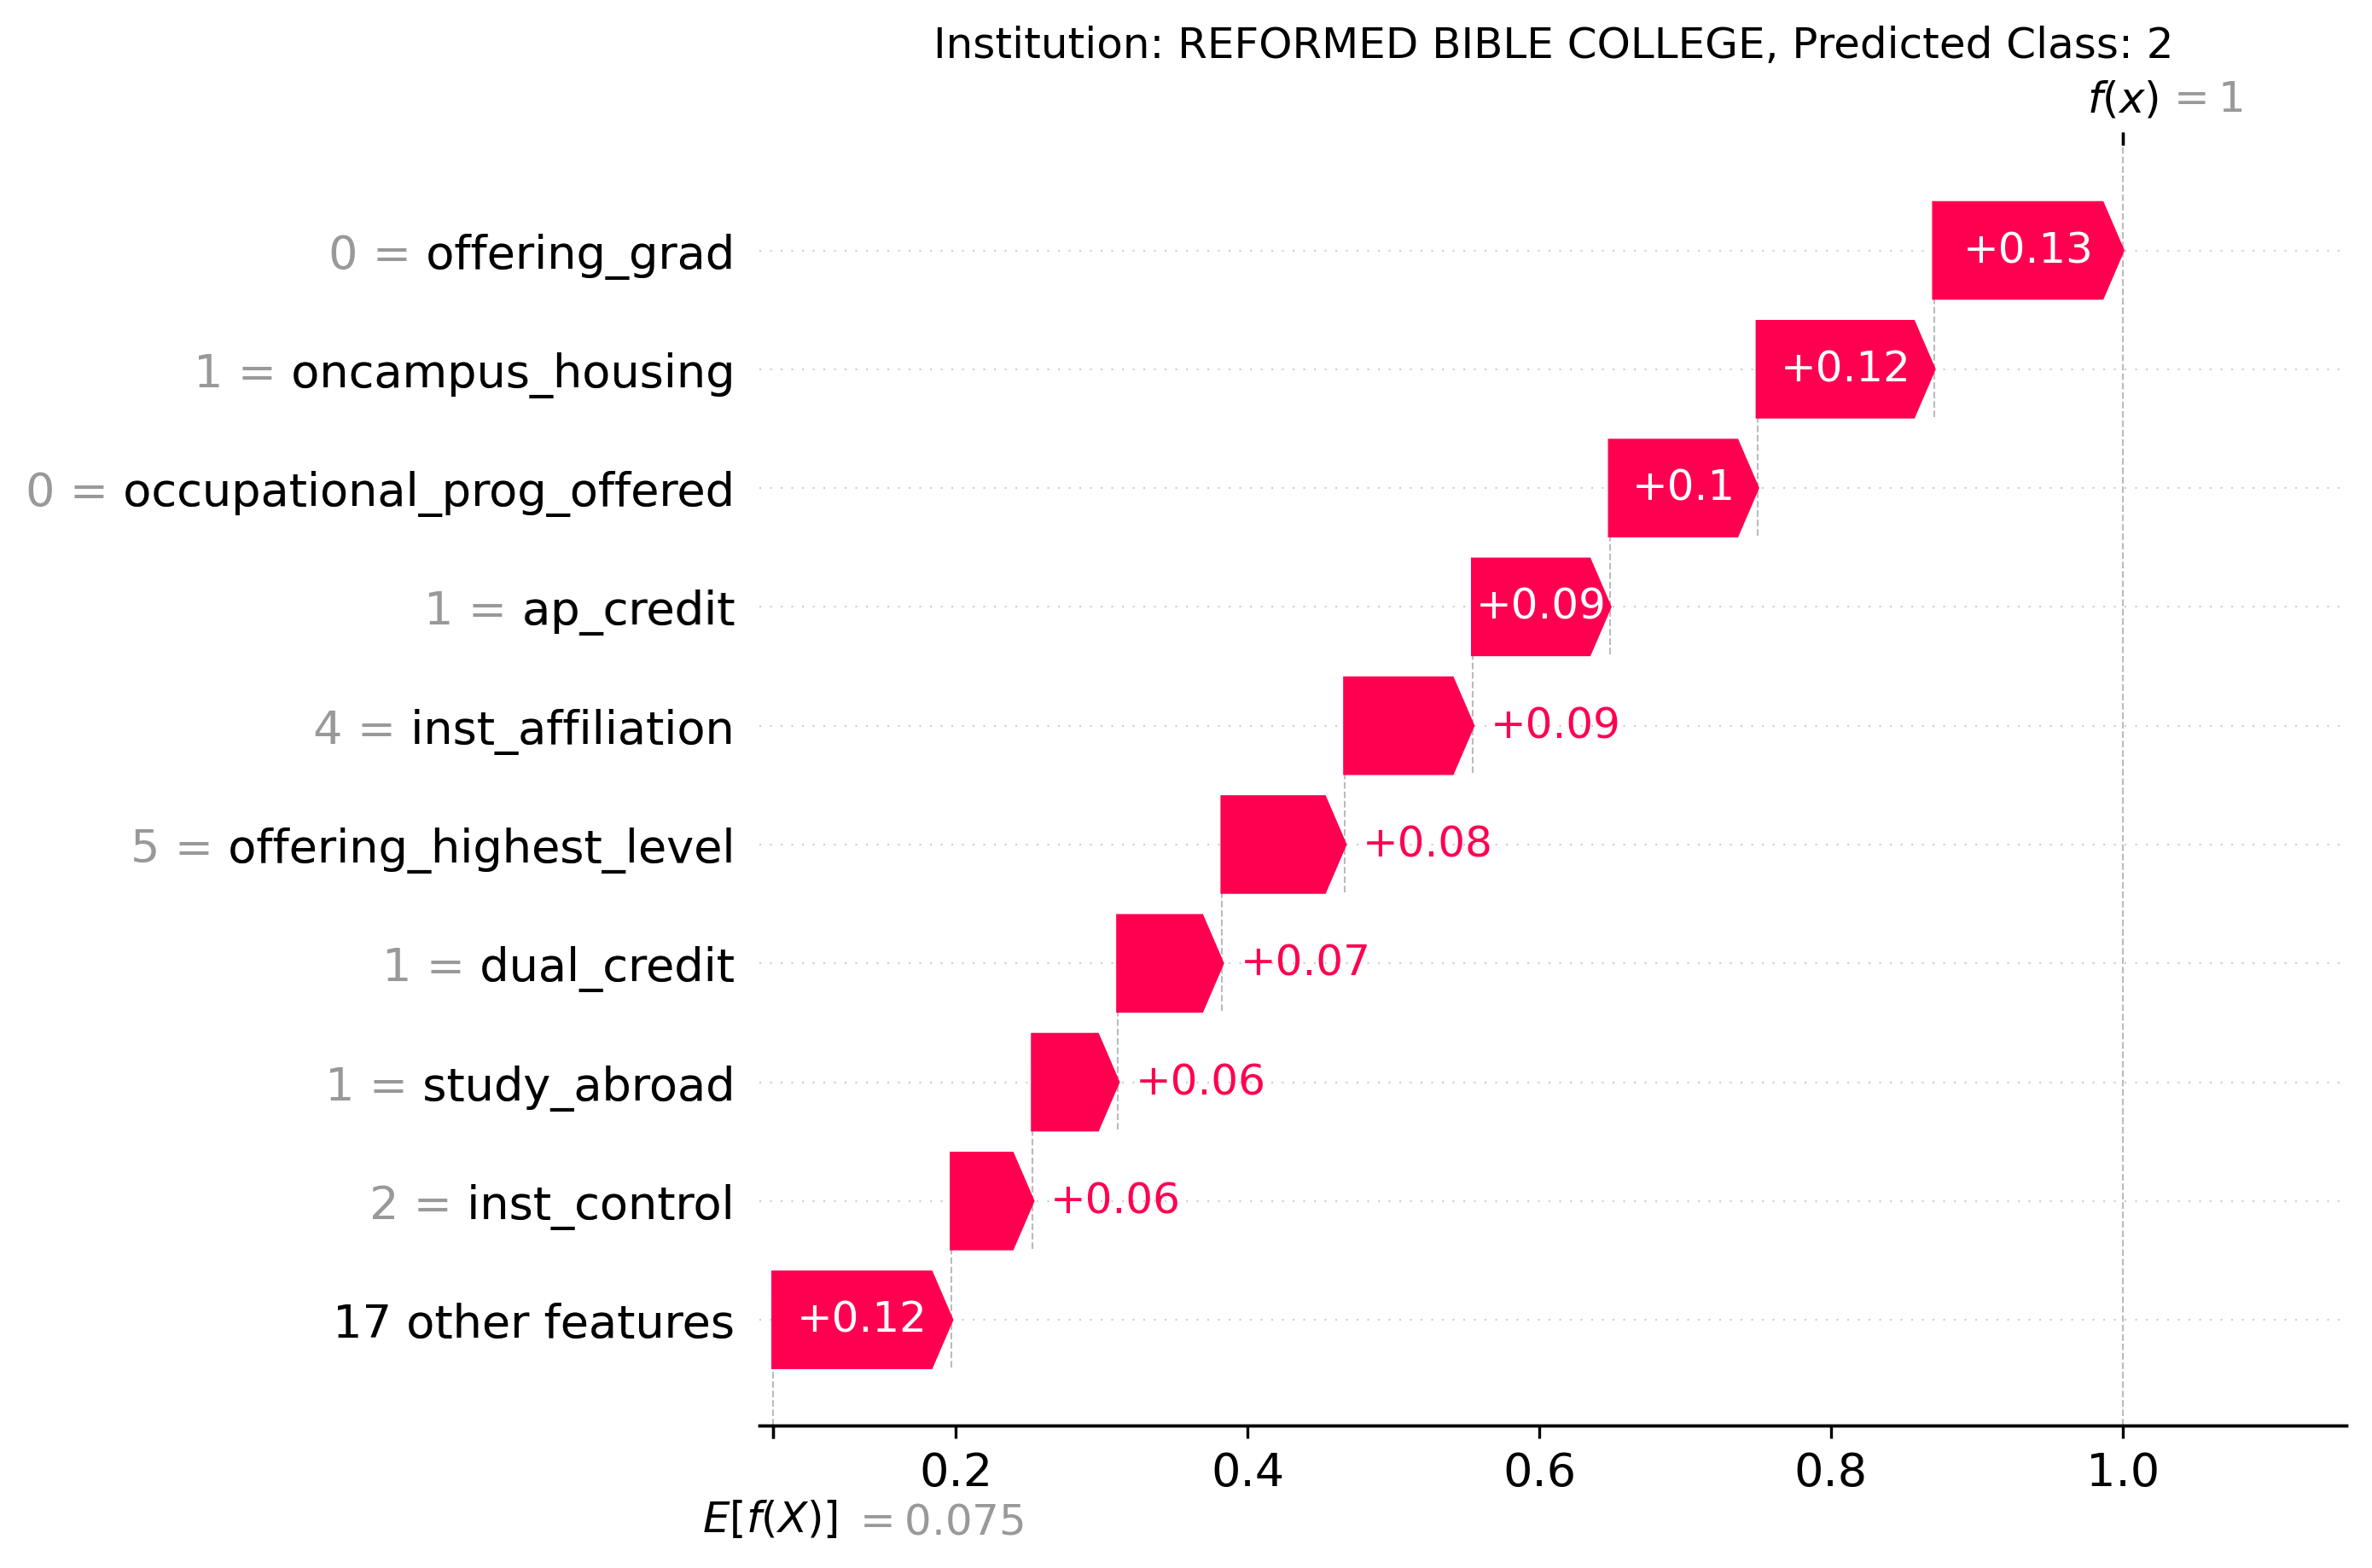 Institution: REFORMED BIBLE COLLEGE, Predicted Class: 2
f(x) = 1
0 = offering_grad +0.13
1 = oncampus_housing +0.12
0 = occupational_prog_offered +0.1
1 = ap_credit +0.09
4 = inst_affiliation +0.09
5 = offering_highest_level +0.08
1 = dual_credit +0.07
1 = study_abroad +0.06
2 = inst_control +0.06
17 other features +0.12
0.2 0.4 0.6 0.8 1.0
E[f(X)] = 0.075